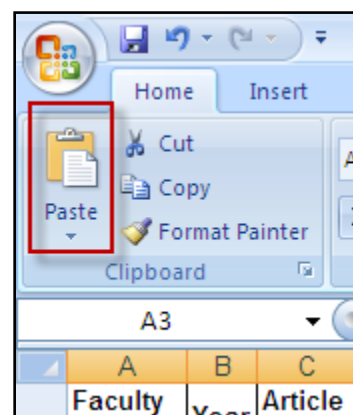 Home Insert
Cut
Copy
Paste
Format Painter
Clipboard
A3
A B C
Faculty Year Article